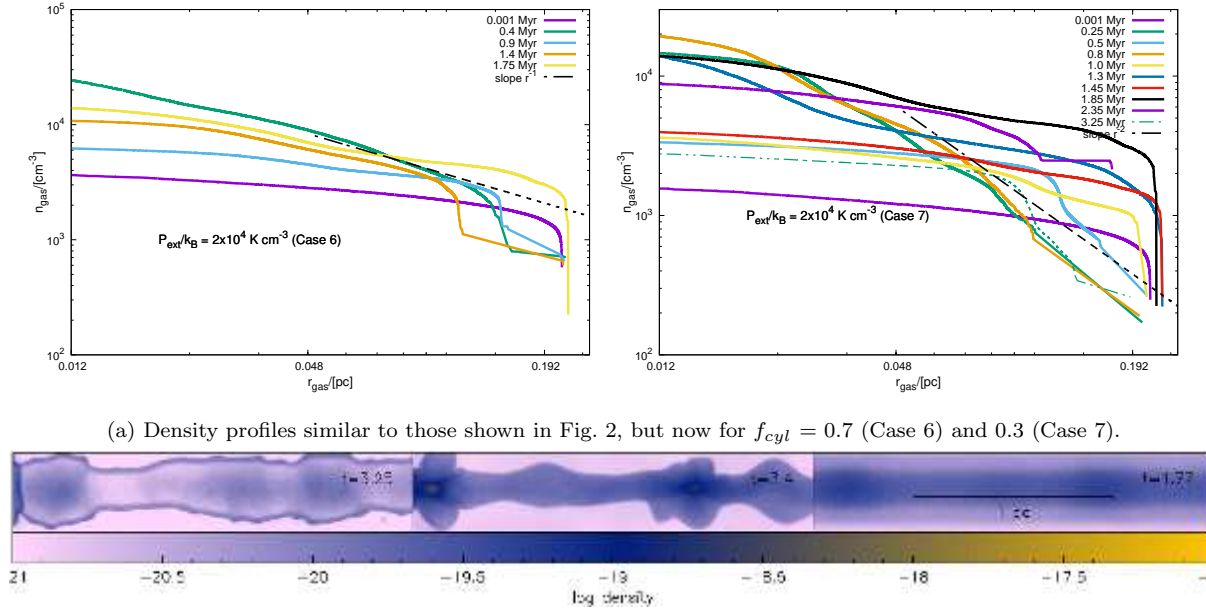 10^5
10^4
10^3
10^2
n_gas/[cm^-3]
0.012
0.048
0.192
r_gas/[pc]
0.001 Myr
0.4 Myr
0.9 Myr
1.4 Myr
1.75 Myr
slope r^-1
P_ext/k_B = 2x10^4 K cm^-3 (Case 6)
10^4
10^3
10^2
n_gas/[cm^-3]
0.012
0.048
0.192
r_gas/[pc]
0.001 Myr
0.25 Myr
0.5 Myr
0.8 Myr
1.0 Myr
1.3 Myr
1.45 Myr
1.85 Myr
2.35 Myr
3.25 Myr
slope r^-2
P_ext/k_B = 2x10^4 K cm^-3 (Case 7)
(a) Density profiles similar to those shown in Fig. 2, but now for f_cyl = 0.7 (Case 6) and 0.3 (Case 7).
t=3.25 t=3.4
21 −20.5 −20 −19.5 −19 −18.5 −18 −17.5
log density